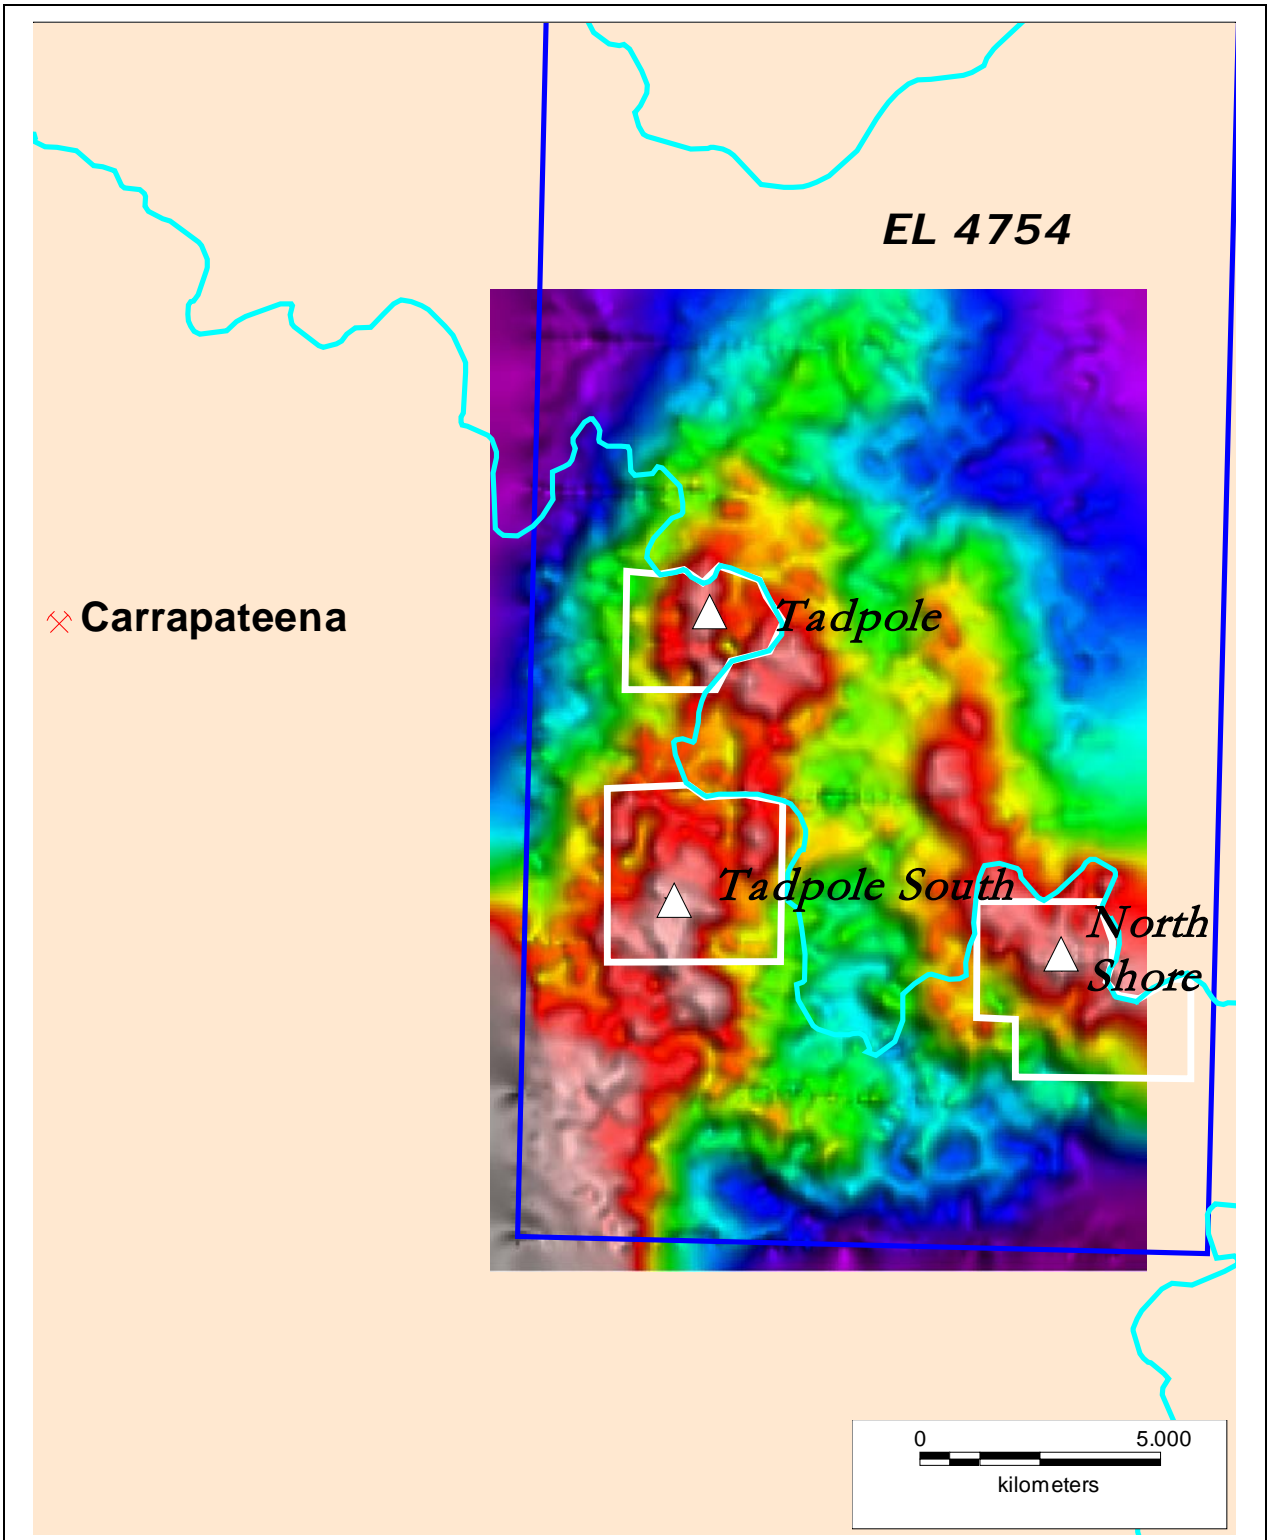 EL 4754
Carrapateena
Tadpole
Tadpole South
North
Shore
0 5.000
kilometers